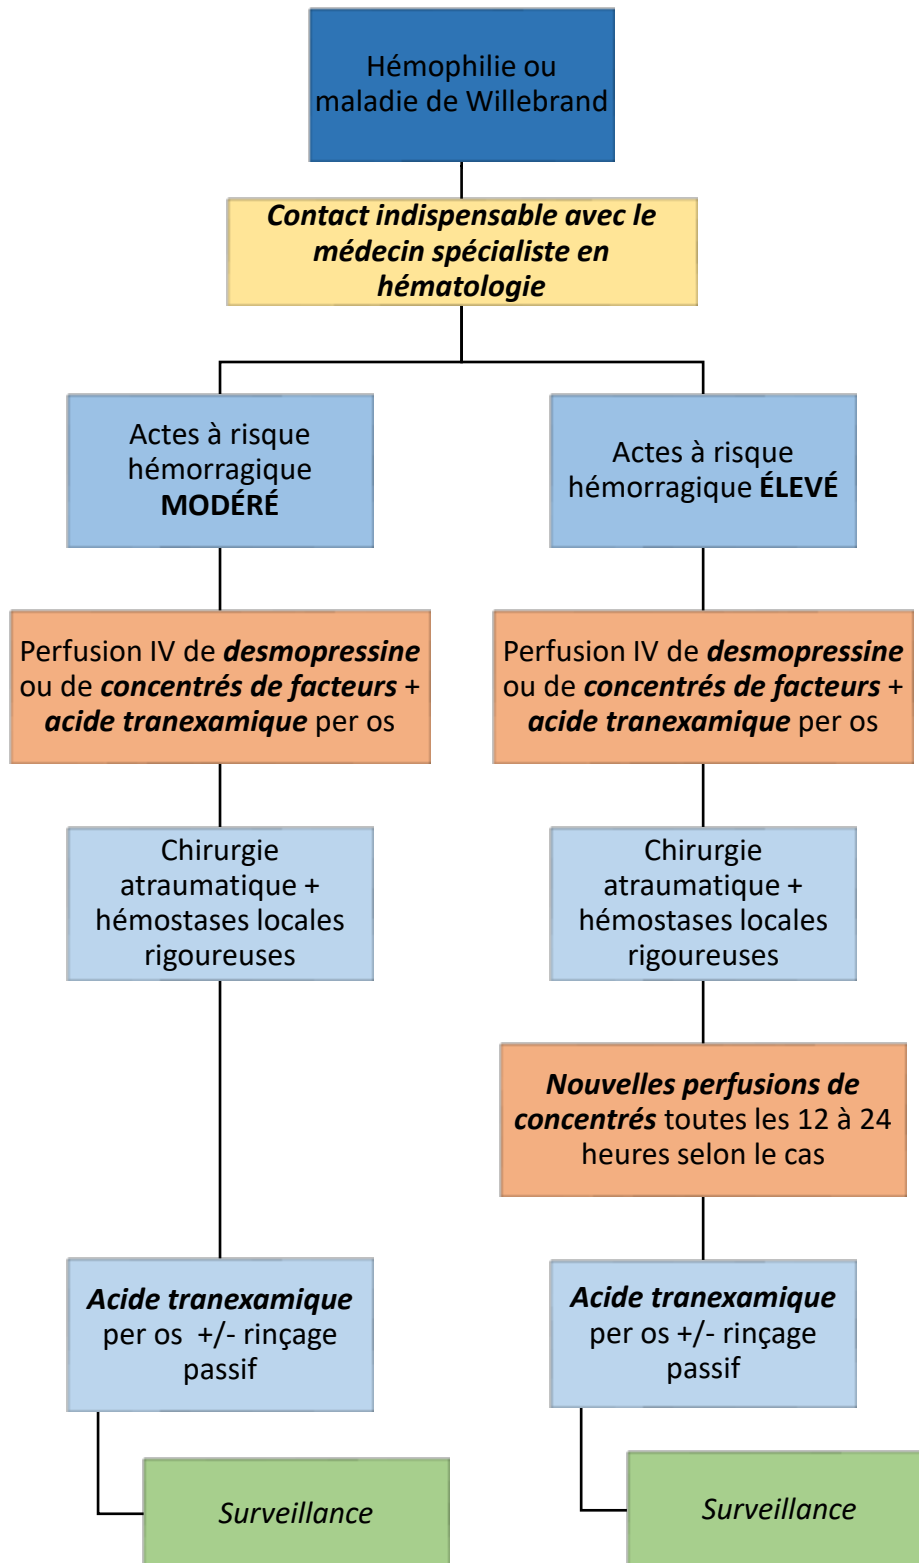 Hémophilie ou
maladie de Willebrand
Contact indispensable avec le
médecin spécialiste en
hématologie
Actes à risque
hémorragique
MODÉRÉ
Actes à risque
hémorragique ÉLEVÉ
Perfusion IV de desmopressine
ou de concentrés de facteurs +
acide tranexamique per os
Perfusion IV de desmopressine
ou de concentrés de facteurs +
acide tranexamique per os
Chirurgie
atraumatique +
hémostases locales
rigoureuses
Chirurgie
atraumatique +
hémostases locales
rigoureuses
Nouvelles perfusions de
concentrés toutes les 12 à 24
heures selon le cas
Acide tranexamique
per os +/- rinçage
passif
Acide tranexamique
per os +/- rinçage
passif
Surveillance
Surveillance